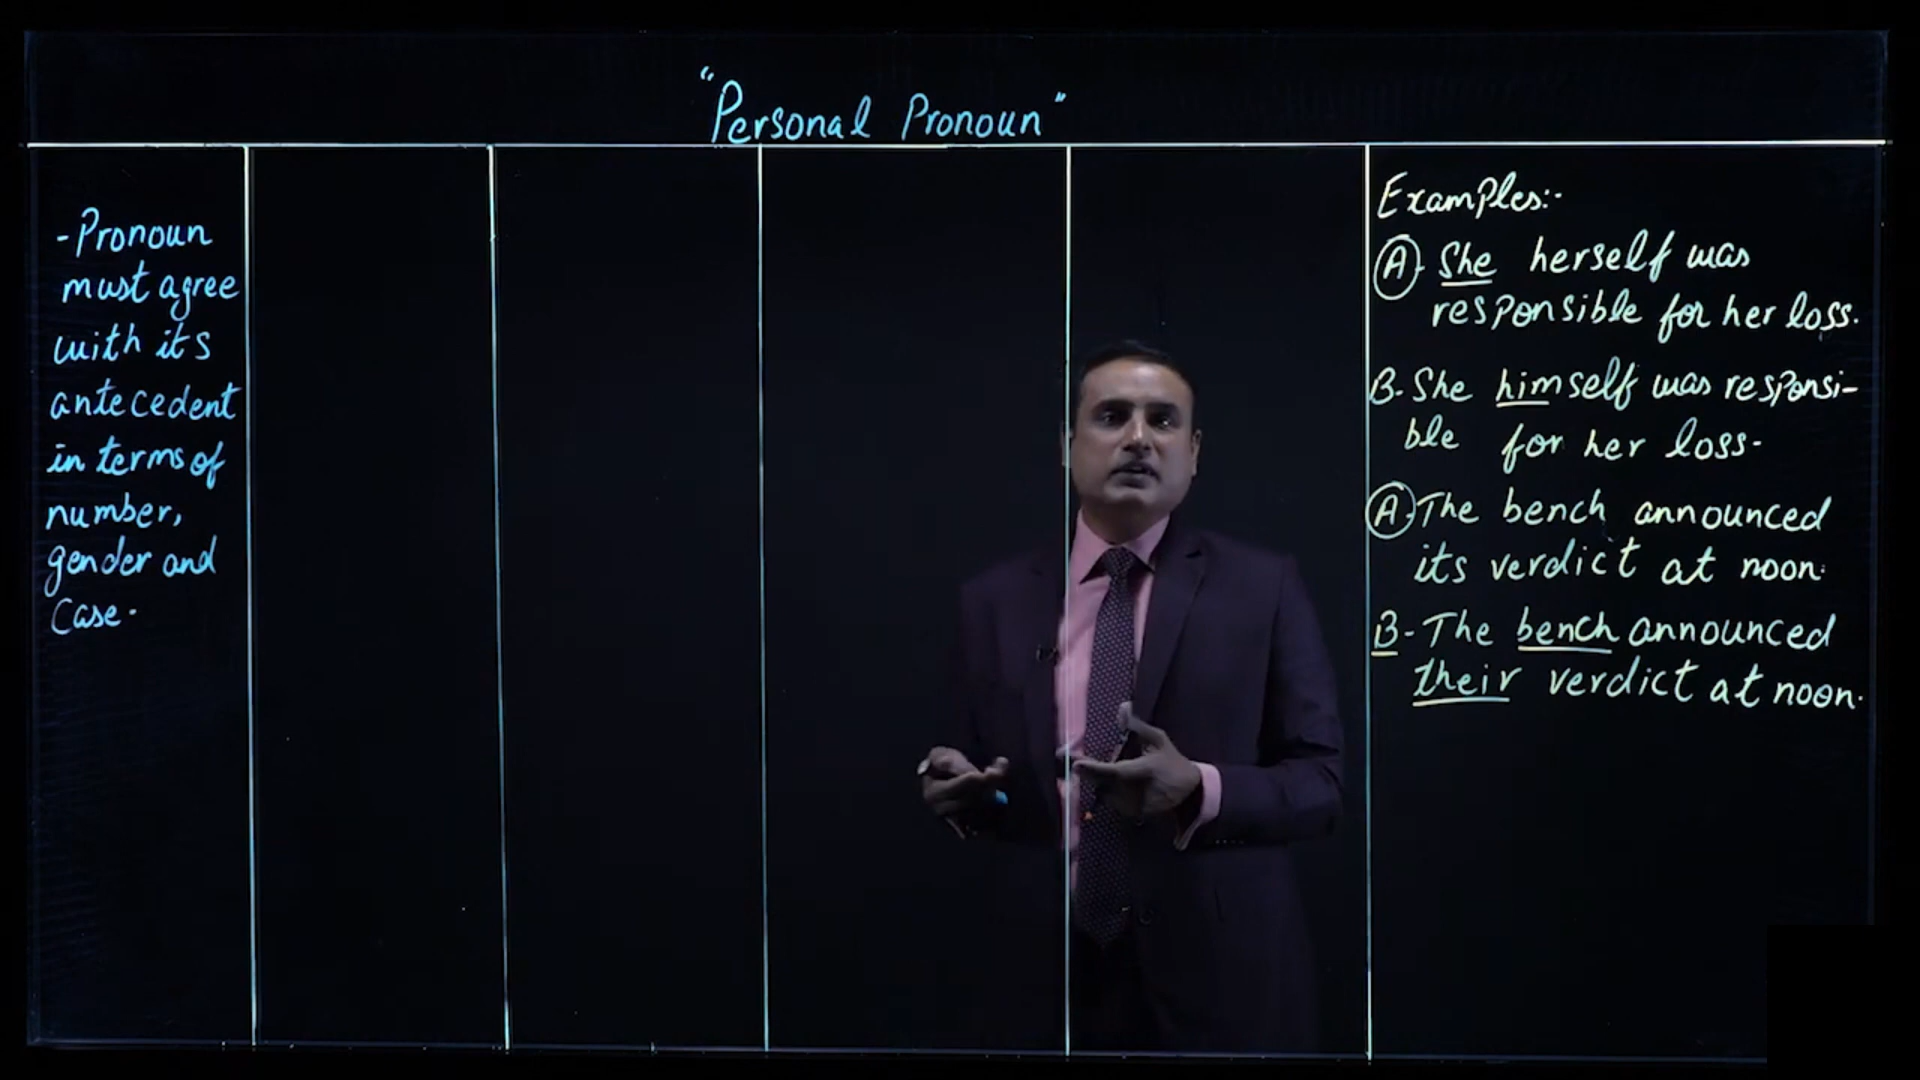 "Personal Pronoun"
- Pronoun
must agree
with its
antecedent
in terms of
number,
gender and
Case.
Examples:-
(A)- She herself was
responsible for her loss.
B- She himself was responsi-
ble for her loss-
(A)- The bench announced
its verdict at noon.
B- The bench announced
their verdict at noon.